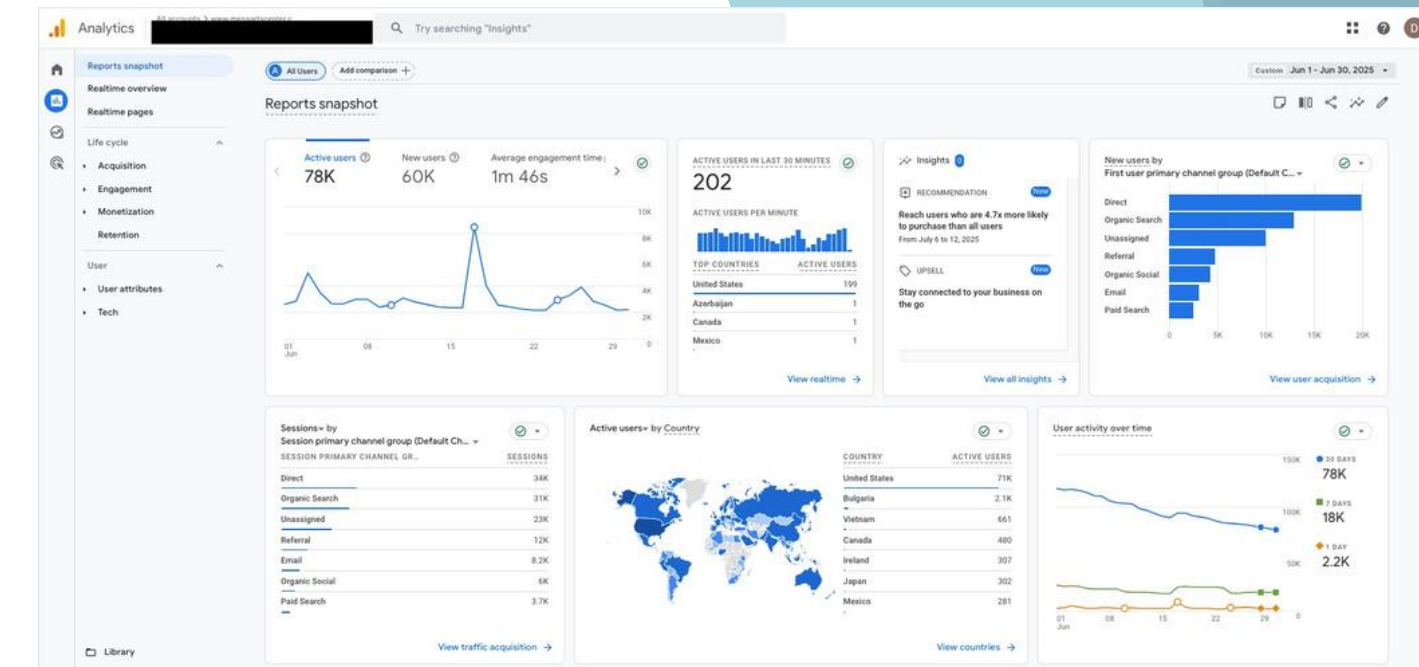 Analytics
Try searching "Insights"
D
Reports snapshot
Realtime overview
Realtime pages
Life cycle
Acquisition
Engagement
Monetization
Retention
User
User attributes
Tech
Library
A All Users
Add comparison +
Custom Jun 1 - Jun 30, 2025
Reports snapshot
Active users
78K
New users
60K
Average engagement time
1m 46s
10K
8K
6K
4K
2K
0
01 Jun
08
15
22
29
ACTIVE USERS IN LAST 30 MINUTES
202
ACTIVE USERS PER MINUTE
TOP COUNTRIES ACTIVE USERS
United States 199
Azerbaijan 1
Canada 1
Mexico 1
View realtime →
Insights 0
RECOMMENDATION New
Reach users who are 4.7x more likely
to purchase than all users
From July 6 to 12, 2025
UPSELL New
Stay connected to your business on
the go
View all insights →
New users by
First user primary channel group (Default C...
Direct
Organic Search
Unassigned
Referral
Organic Social
Email
Paid Search
0 5K 10K 15K 20K
View user acquisition →
Sessions by
Session primary channel group (Default Ch...
SESSION PRIMARY CHANNEL GR... SESSIONS
Direct 34K
Organic Search 31K
Unassigned 23K
Referral 12K
Email 8.2K
Organic Social 6K
Paid Search 3.7K
View traffic acquisition →
Active users by Country
COUNTRY ACTIVE USERS
United States 71K
Bulgaria 2.1K
Vietnam 661
Canada 480
Ireland 307
Japan 302
Mexico 281
View countries →
User activity over time
150K
100K
50K
0
01 Jun
08
15
22
29
30 DAYS
78K
7 DAYS
18K
1 DAY
2.2K